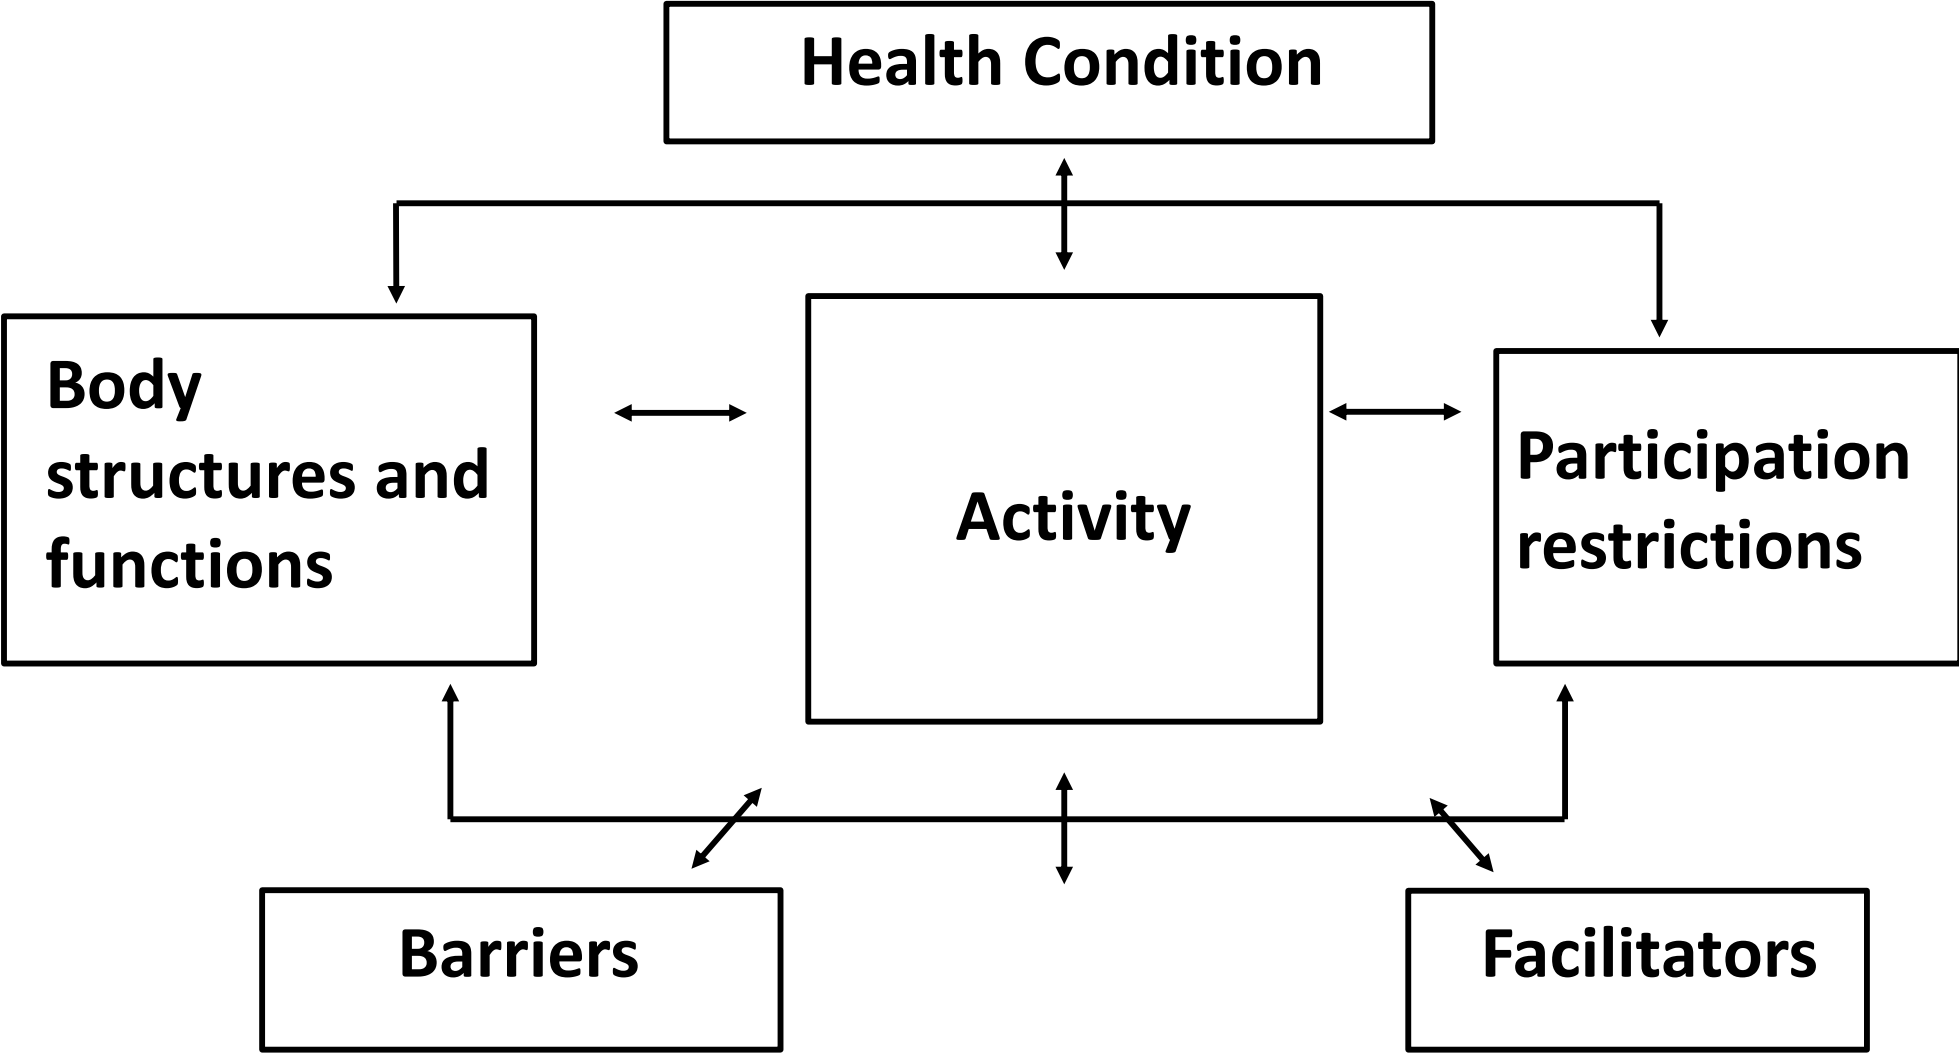 Health Condition
Body
structures and
functions
Activity
Participation
restrictions
Barriers
Facilitators